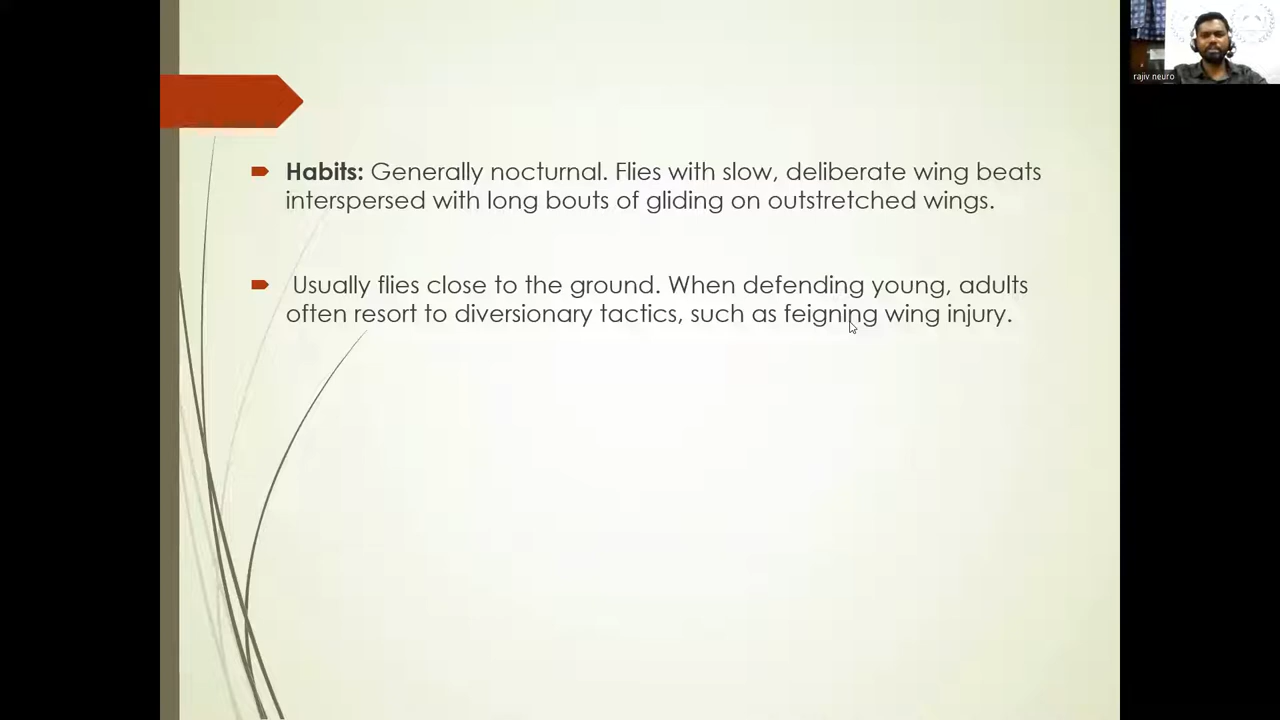 rajiv neuro
Habits: Generally nocturnal. Flies with slow, deliberate wing beats
interspersed with long bouts of gliding on outstretched wings.
Usually flies close to the ground. When defending young, adults
often resort to diversionary tactics, such as feigning wing injury.